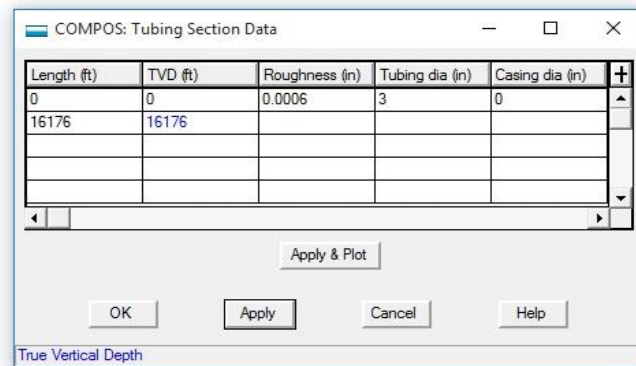 COMPOS: Tubing Section Data
Length (ft) TVD (ft) Roughness (in) Tubing dia (in) Casing dia (in) +
0 0 0.0006 3 0
16176 16176
Apply & Plot
OK Apply Cancel Help
True Vertical Depth